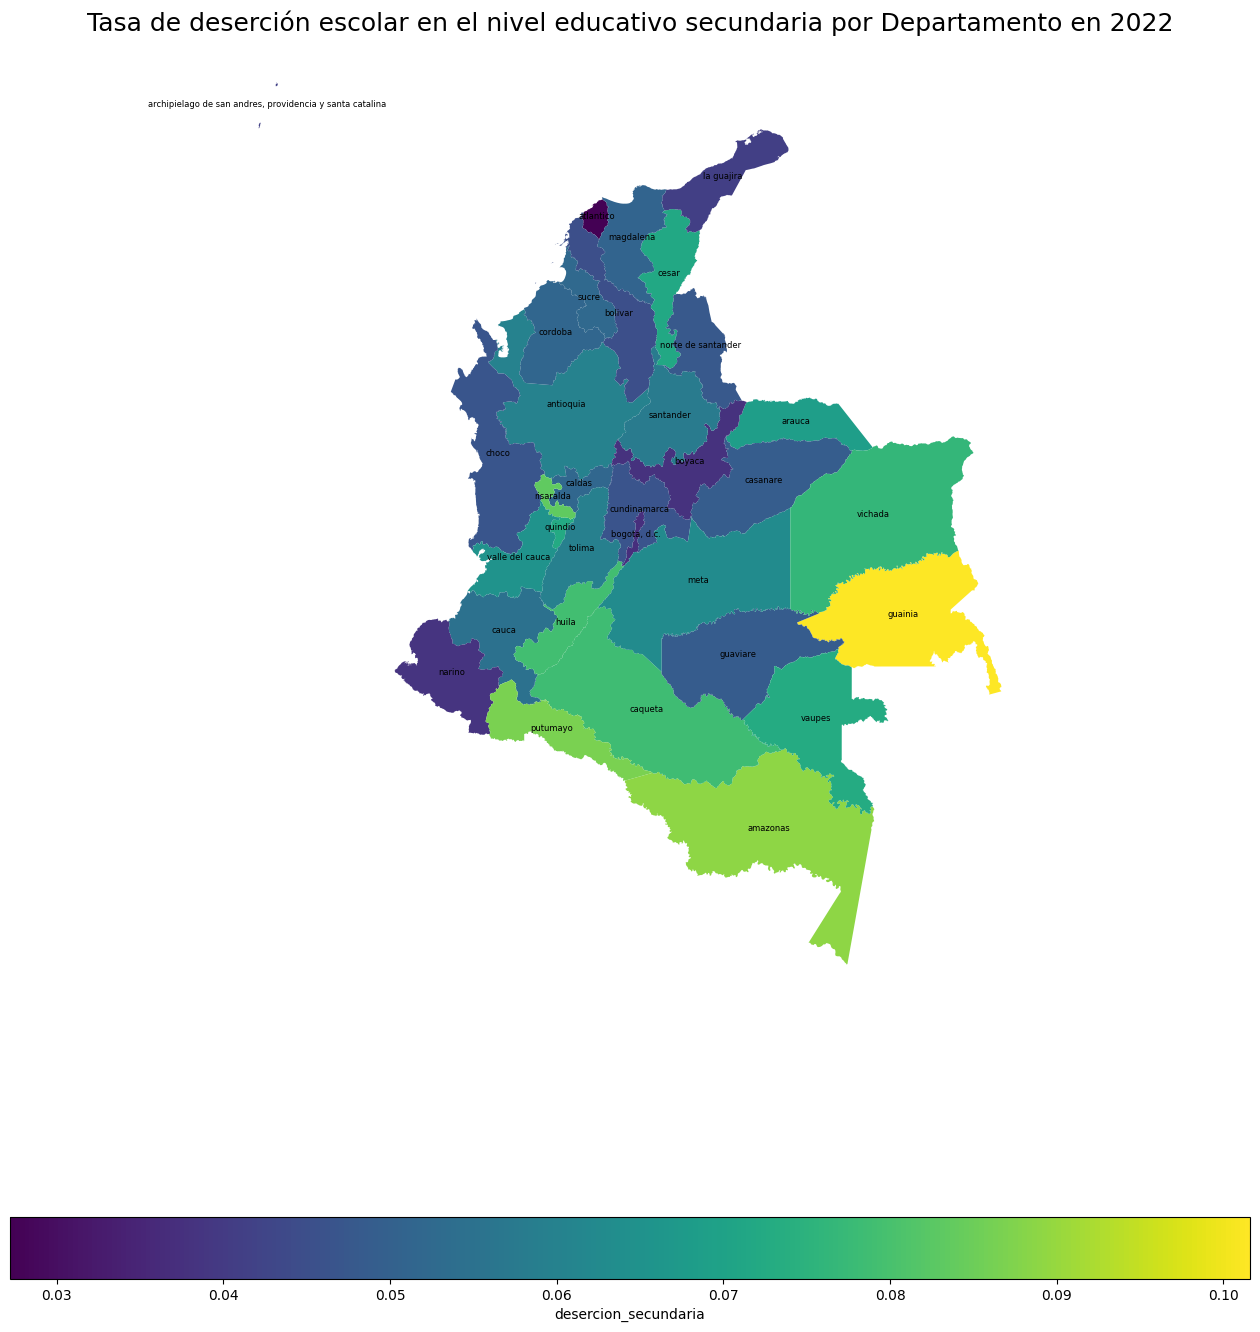 Tasa de deserción escolar en el nivel educativo secundaria por Departamento en 2022
archipielago de san andres, providencia y santa catalina
la guajira
atlantico
magdalena
cesar
sucre
bolivar
cordoba
norte de santander
antioquia
santander
arauca
choco
boyaca
caldas
casanare
risaralda
cundinamarca
vichada
quindio
bogota, d.c.
tolima
valle del cauca
meta
guainia
huila
cauca
guaviare
narino
caqueta
vaupes
putumayo
amazonas
0.03 0.04 0.05 0.06 0.07 0.08 0.09 0.10
desercion_secundaria